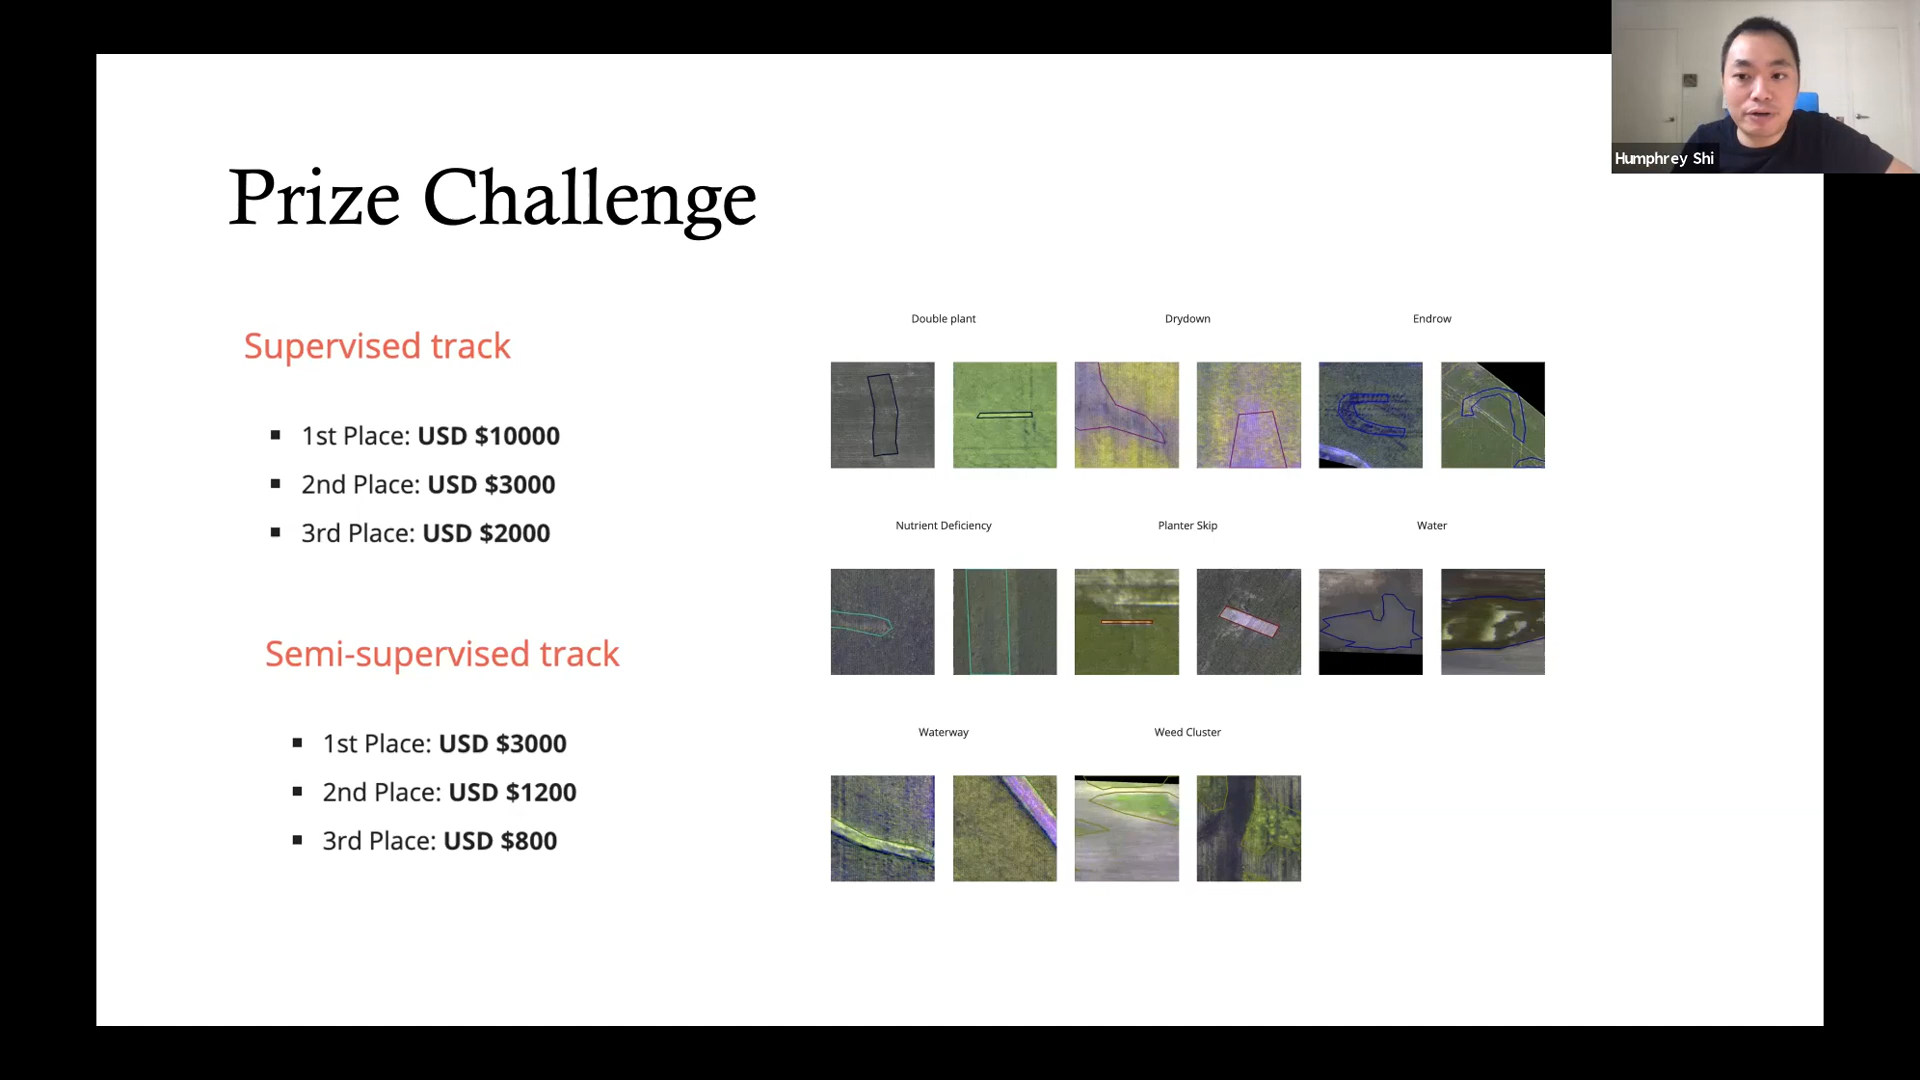 Humphrey Shi
Prize Challenge
Supervised track
▪ 1st Place: USD $10000
▪ 2nd Place: USD $3000
▪ 3rd Place: USD $2000
Semi-supervised track
▪ 1st Place: USD $3000
▪ 2nd Place: USD $1200
▪ 3rd Place: USD $800
Double plant
Drydown
Endrow
Nutrient Deficiency
Planter Skip
Water
Waterway
Weed Cluster